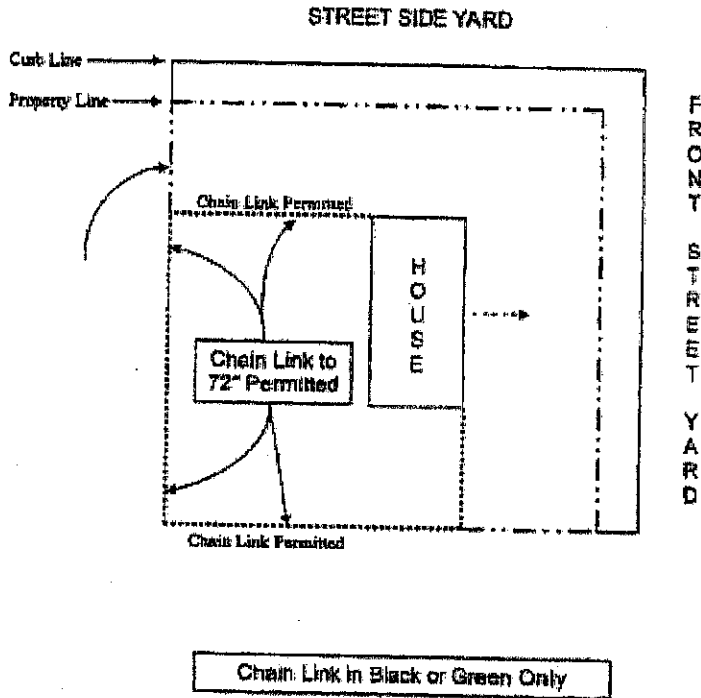 STREET SIDE YARD
Curb Line
Property Line
FRONT STREET YARD
Chain Link Permitted
HOUSE
Chain Link to
72" Permitted
Chain Link Permitted
Chain Link in Black or Green Only